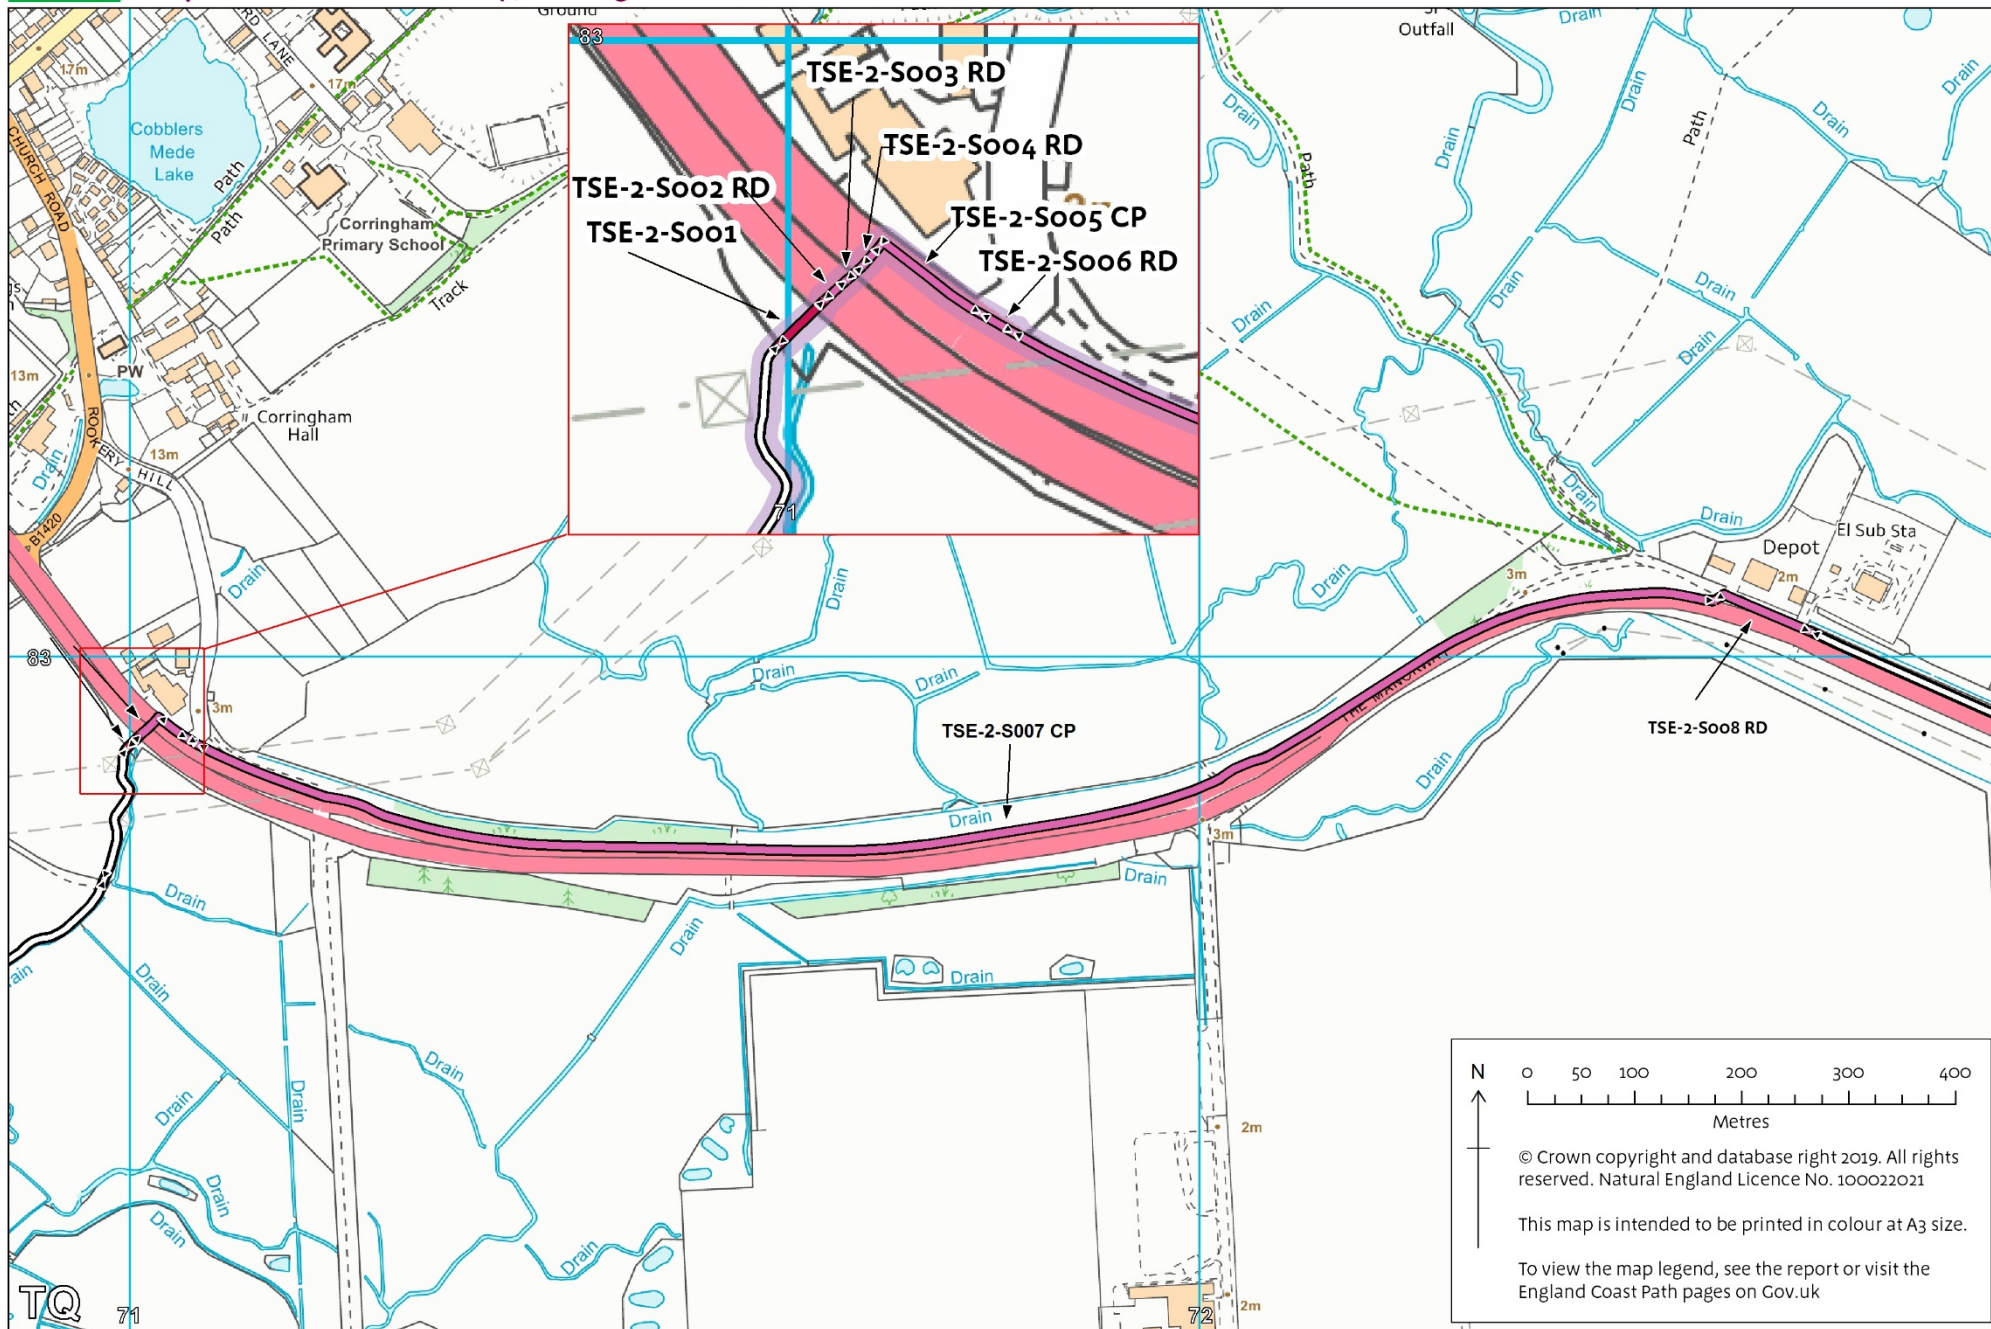 Ground
Outfall
Drain
RD
LANE
17m
17m
Cobblers
Mede
Lake
CHURCH ROAD
Path
Path
Corringham
Primary School
Track
13m
PW
ROOKERY HILL
Corringham
Hall
13m
Drain
B1420
Drain
83
3m
83
TSE-2-S003 RD
TSE-2-S004 RD
TSE-2-S002 RD
TSE-2-S001
TSE-2-S005 CP
TSE-2-S006 RD
71
Drain
Path
Drain
Drain
Path
Drain
Drain
Drain
Drain
Drain
Drain
Drain
Drain
Depot
El Sub Sta
2m
3m
Drain
Drain
Drain
Drain
TSE-2-S007 CP
THE MANORWAY
TSE-2-S008 RD
Drain
Drain
3m
Drain
Drain
Drain
Drain
Drain
Drain
Drain
Drain
Drain
Drain
Drain
Drain
2m
2m
TQ
71
72
N
0 50 100 200 300 400
Metres
© Crown copyright and database right 2019. All rights
reserved. Natural England Licence No. 100022021
This map is intended to be printed in colour at A3 size.
To view the map legend, see the report or visit the
England Coast Path pages on Gov.uk